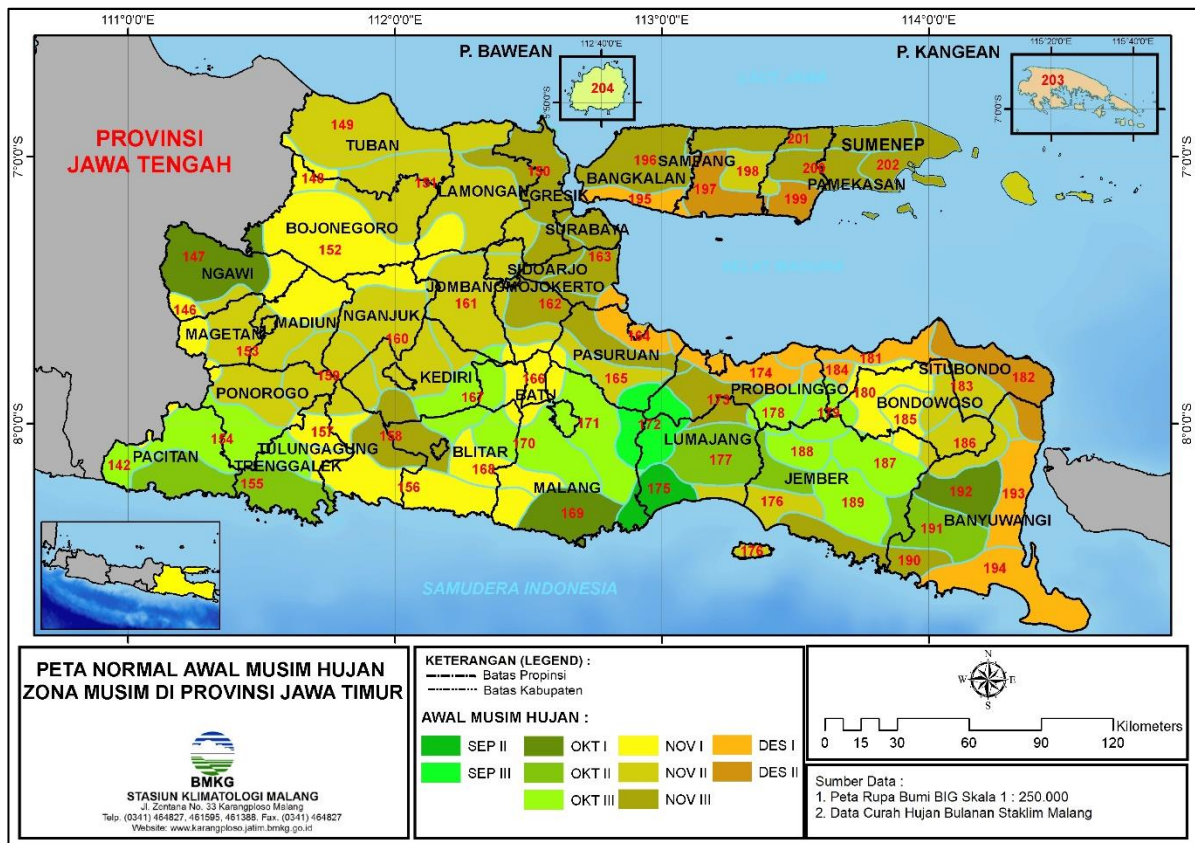 111°0'0"E 112°0'0"E 113°0'0"E 114°0'0"E
P. BAWEAN
112°40'0"E
5°50'0"S
204
P. KANGEAN
115°20'0"E 115°40'0"E
7°0'0"S
203
LAUT JAWA
PROVINSI
JAWA TENGAH
7°0'0"S
7°0'0"S
8°0'0"S
8°0'0"S
149
TUBAN
148
151
LAMONGAN
150
GRESIK
196
SAMPANG
BANGKALAN
195
197
198
201
200
PAMEKASAN
199
SUMENEP
202
BOJONEGORO
152
SURABAYA
163
SELAT MADURA
147
NGAWI
SIDOARJO
JOMBANG
MOJOKERTO
161
162
146
MAGETAN
153
MADIUN
NGANJUK
160
164
PASURUAN
165
PONOROGO
159
KEDIRI
167
166
BATU
174
PROBOLINGGO
173
178
179
184
181
SITUBONDO
182
180
183
BONDOWOSO
185
186
142
PACITAN
154
157
TULUNGAGUNG
TRENGGALEK
155
158
156
BLITAR
168
170
171
MALANG
169
172
175
LUMAJANG
177
188
187
JEMBER
176
189
176
192
193
191
BANYUWANGI
190
194
SAMUDERA INDONESIA
PETA NORMAL AWAL MUSIM HUJAN
ZONA MUSIM DI PROVINSI JAWA TIMUR
BMKG
STASIUN KLIMATOLOGI MALANG
Jl. Zentana No. 33 Karangploso Malang
Telp. (0341) 464827, 461595, 461388. Fax. (0341) 464827
Website: www.karangploso.jatim.bmkg.go.id
KETERANGAN (LEGEND) :
Batas Propinsi
Batas Kabupaten
AWAL MUSIM HUJAN :
SEP II OKT I NOV I DES I
SEP III OKT II NOV II DES II
OKT III NOV III
N
W E
S
Kilometers
0 15 30 60 90 120
Sumber Data :
1. Peta Rupa Bumi BIG Skala 1 : 250.000
2. Data Curah Hujan Bulanan Staklim Malang